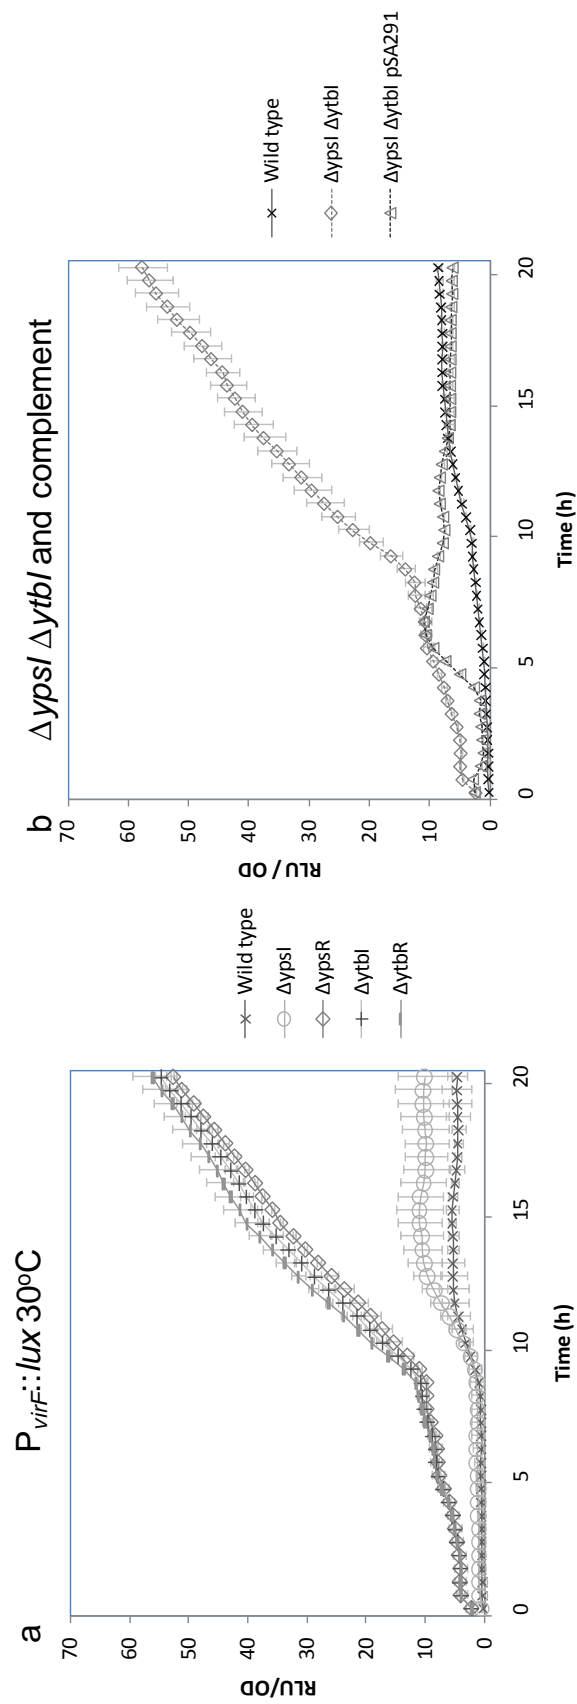 a
P_virF::lux 30°C
70
60
50
40
30
20
10
0
RLU/OD
0
5
10
15
20
Time (h)
Wild type
ΔypsI
ΔypsR
ΔytbI
ΔytbR
b
ΔypsI ΔytbI and complement
70
60
50
40
30
20
10
0
RLU / OD
0
5
10
15
20
Time (h)
Wild type
ΔypsI ΔytbI
ΔypsI ΔytbI pSA291